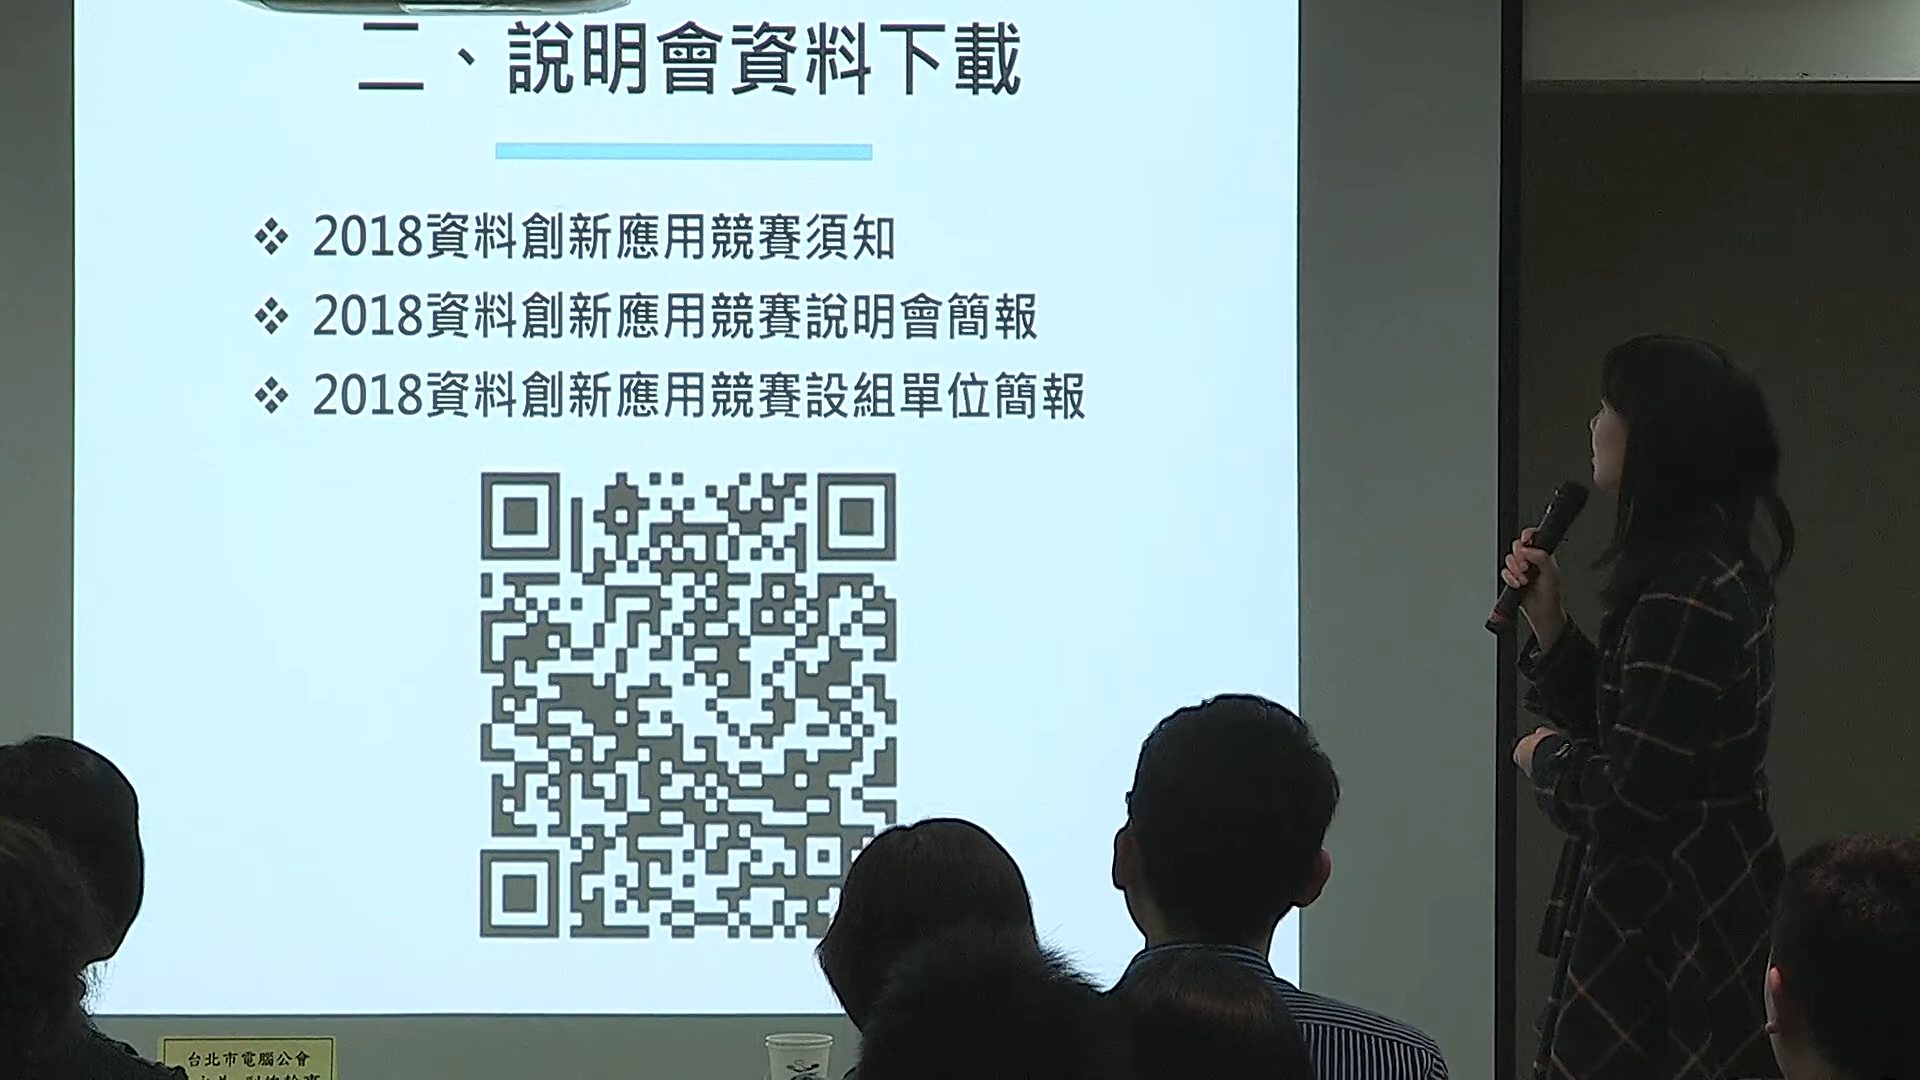 二、說明會資料下載
❖ 2018資料創新應用競賽須知
❖ 2018資料創新應用競賽說明會簡報
❖ 2018資料創新應用競賽設組單位簡報
台北市電腦公會